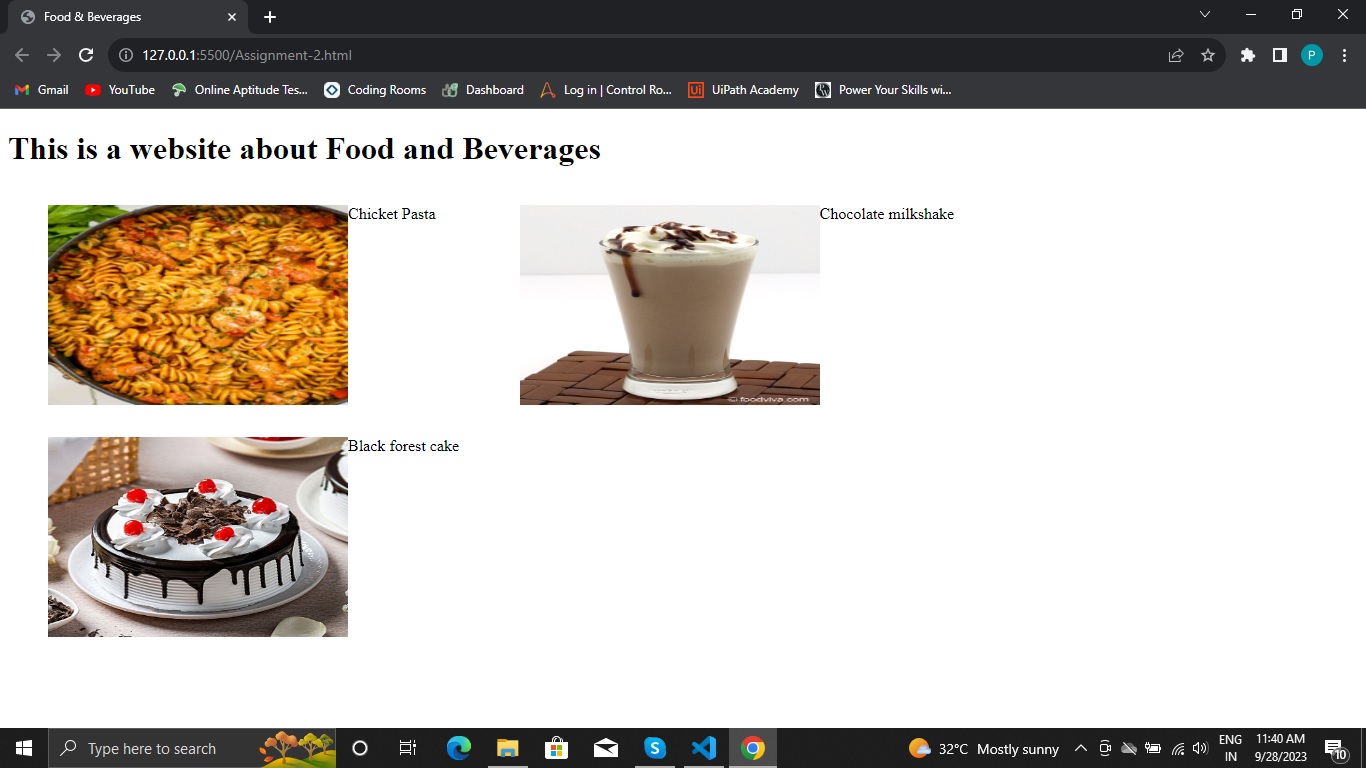 Food & Beverages
127.0.0.1:5500/Assignment-2.html
P
Gmail
YouTube
Online Aptitude Tes...
Coding Rooms
Dashboard
Log in | Control Ro...
Ui
UiPath Academy
Power Your Skills wi...
This is a website about Food and Beverages
Chicket Pasta
Chocolate milkshake
© foodviva.com
Black forest cake
Type here to search
32°C Mostly sunny
ENG
IN
11:40 AM
9/28/2023
10